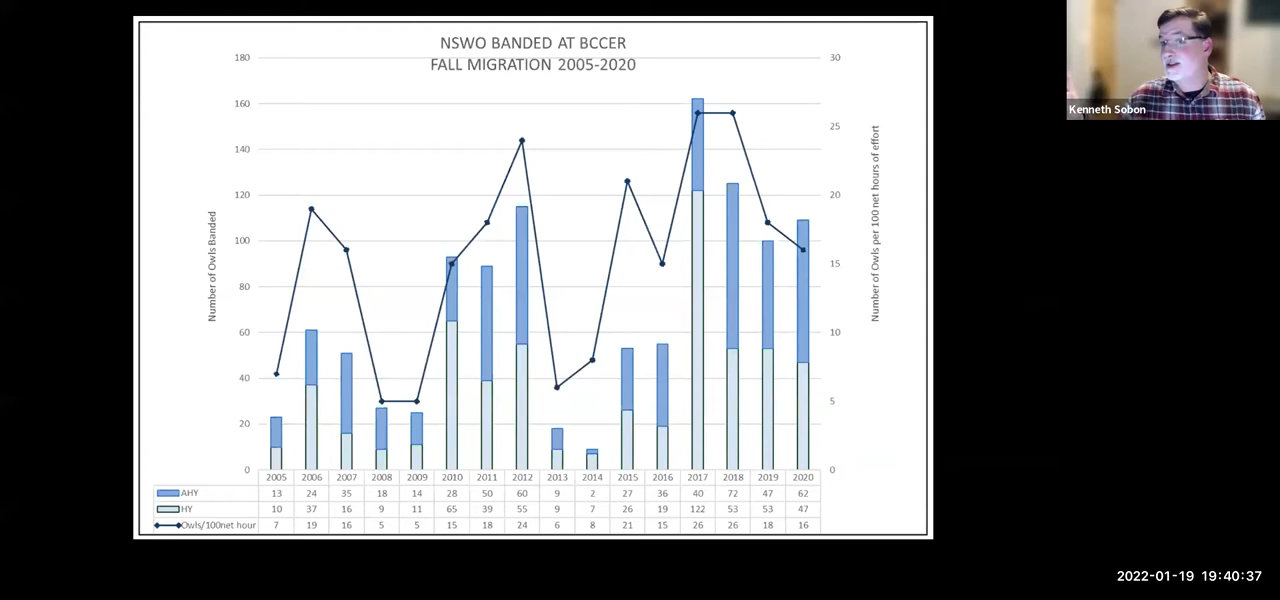 NSWO BANDED AT BCCER
FALL MIGRATION 2005-2020
Number of Owls Banded
180
160
140
120
100
80
60
40
20
0
30
25
20
15
10
5
0
Number of Owls per 100 net hours of effort
2005 2006 2007 2008 2009 2010 2011 2012 2013 2014 2015 2016 2017 2018 2019 2020
AHY 13 24 35 18 14 28 50 60 9 2 27 36 40 72 47 62
HY 10 37 16 9 11 65 39 55 9 7 26 19 122 53 53 47
Owls/100net hour 7 19 16 5 5 15 18 24 6 8 21 15 26 26 18 16
Kenneth Sobon
2022-01-19 19:40:37